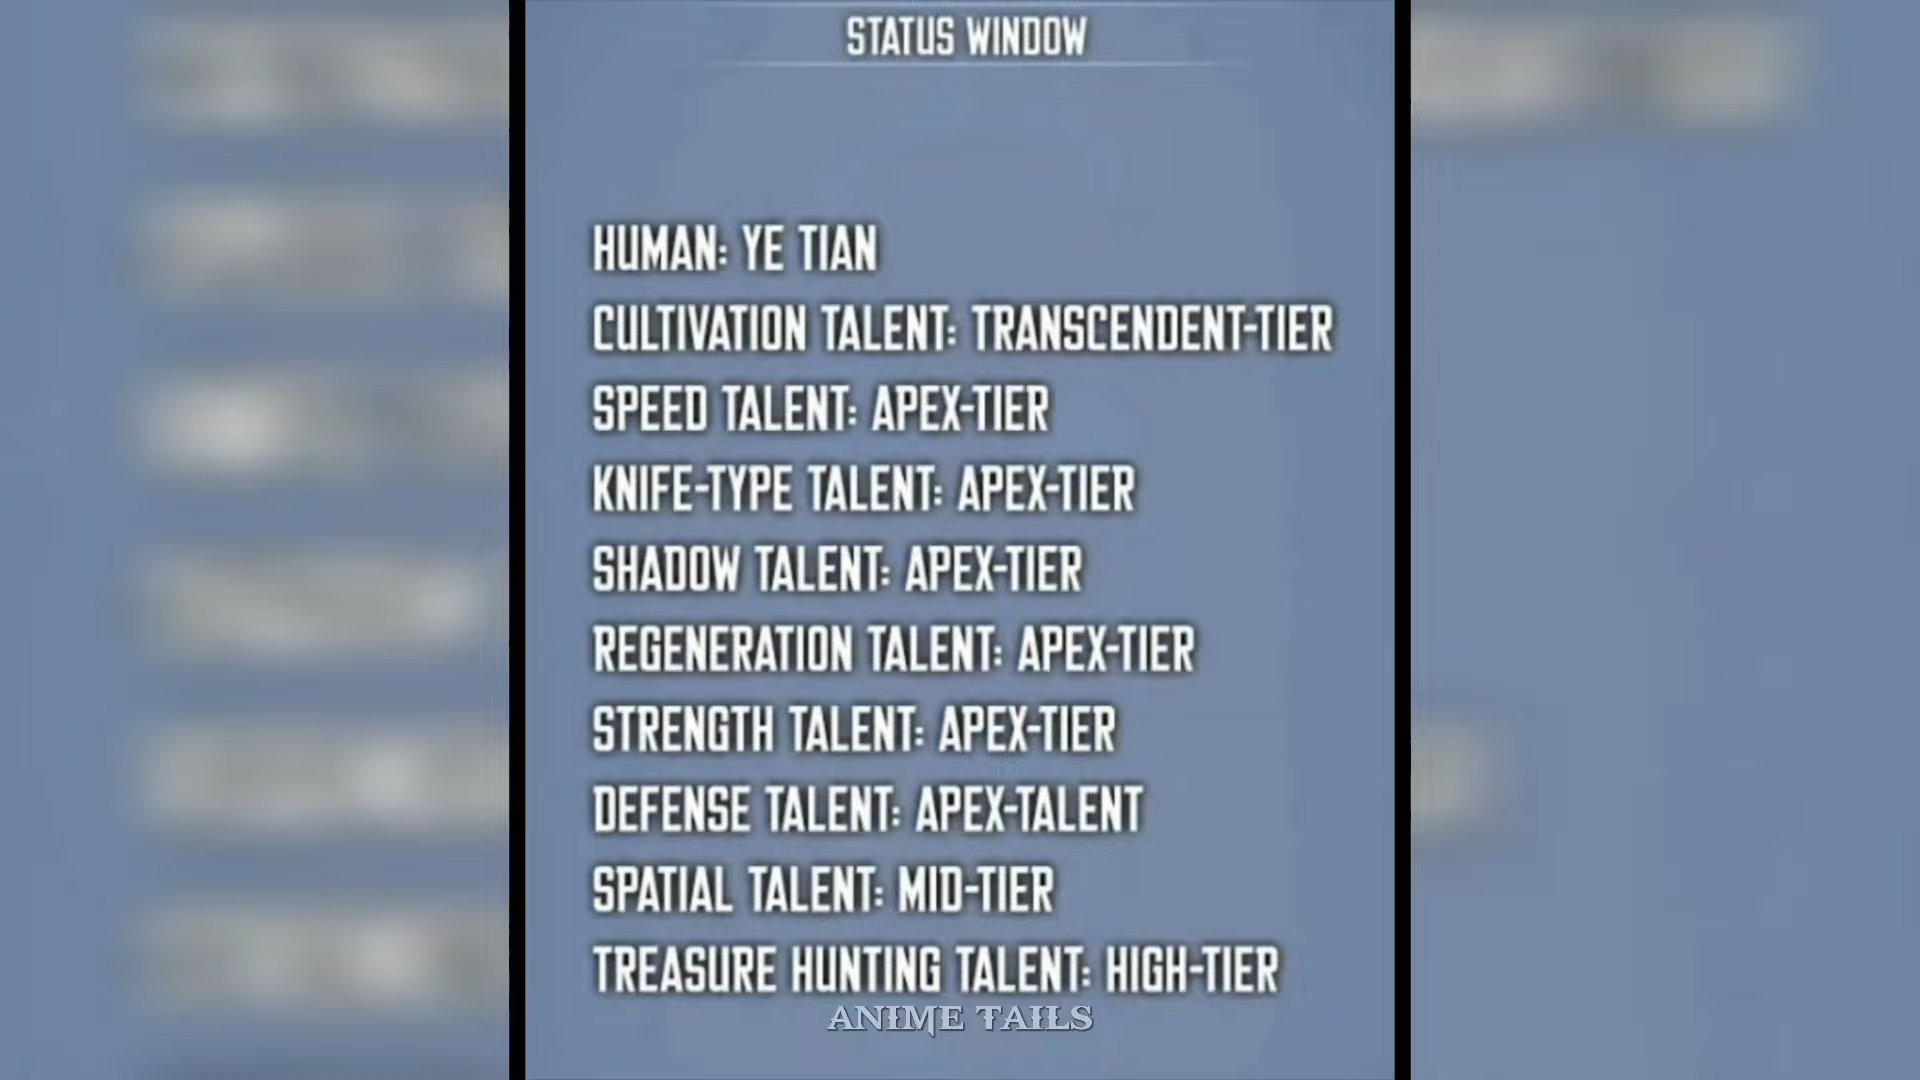 STATUS WINDOW
HUMAN: YE TIAN
CULTIVATION TALENT: TRANSCENDENT-TIER
SPEED TALENT: APEX-TIER
KNIFE-TYPE TALENT: APEX-TIER
SHADOW TALENT: APEX-TIER
REGENERATION TALENT: APEX-TIER
STRENGTH TALENT: APEX-TIER
DEFENSE TALENT: APEX-TALENT
SPATIAL TALENT: MID-TIER
TREASURE HUNTING TALENT: HIGH-TIER
ANIME TAILS